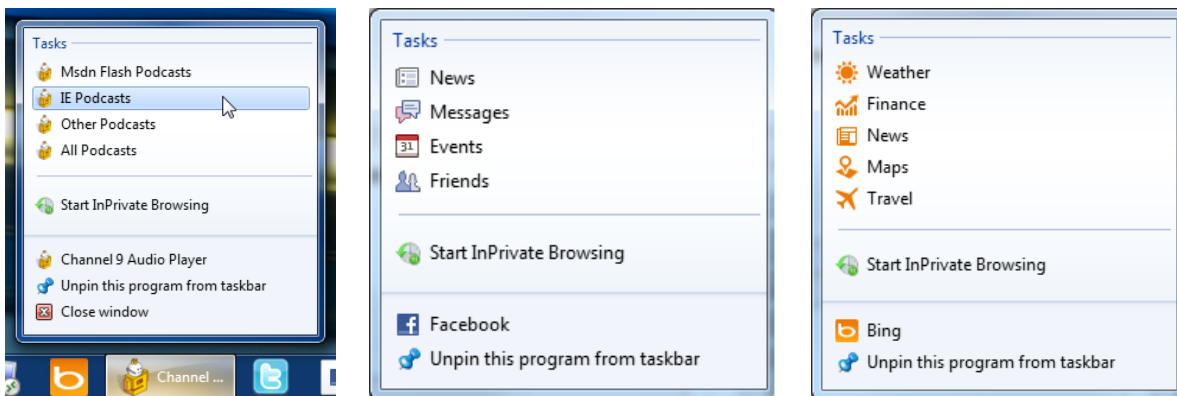 Tasks
Msdn Flash Podcasts
IE Podcasts
Other Podcasts
All Podcasts
Start InPrivate Browsing
Channel 9 Audio Player
Unpin this program from taskbar
Close window
Channel ...
Tasks
News
Messages
31 Events
Friends
Start InPrivate Browsing
f Facebook
Unpin this program from taskbar
Tasks
Weather
Finance
News
Maps
Travel
Start InPrivate Browsing
b Bing
Unpin this program from taskbar